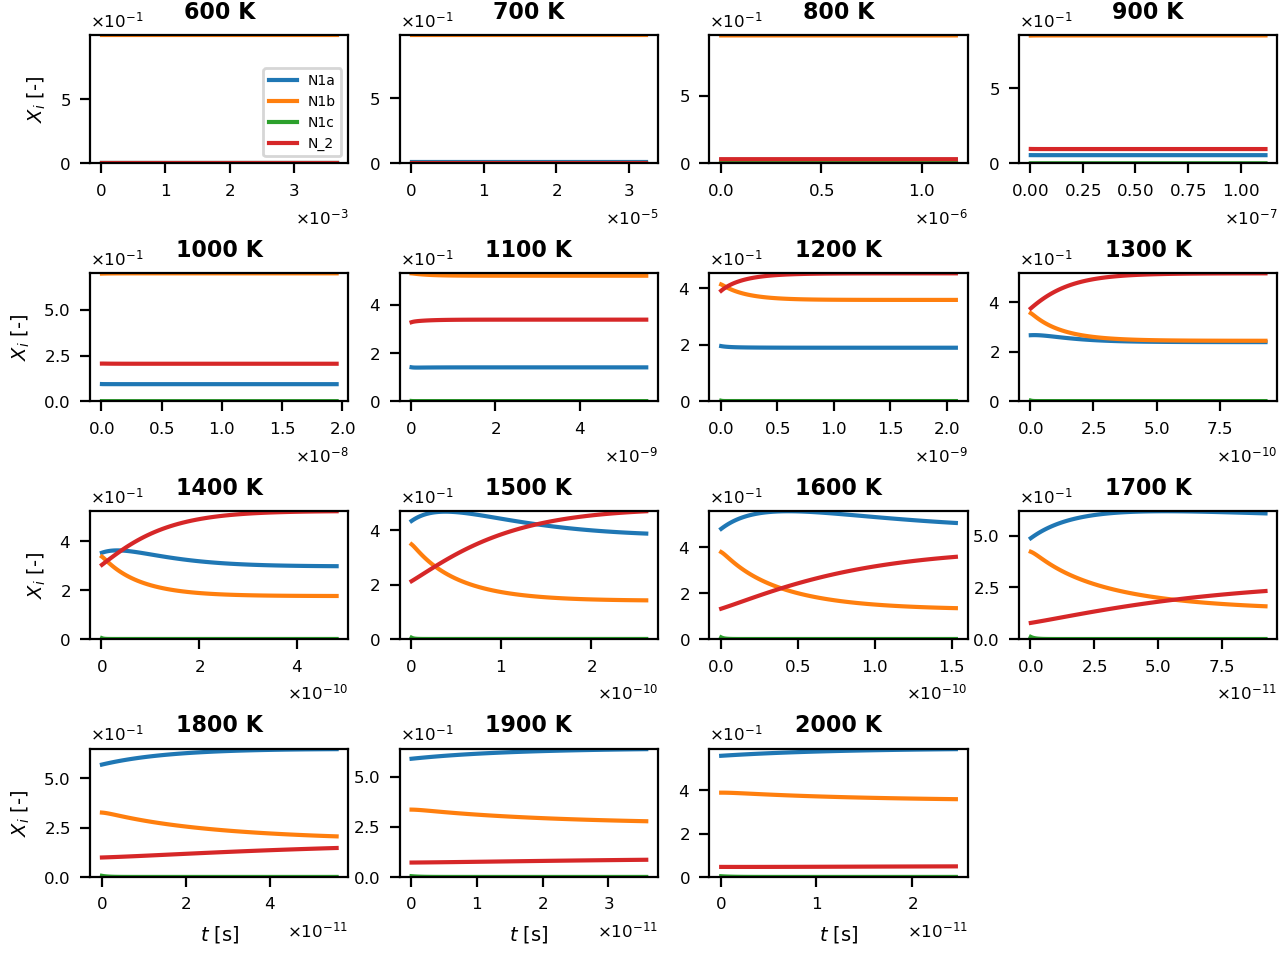 600 K 700 K 800 K 900 K
×10⁻¹ ×10⁻¹ ×10⁻¹ ×10⁻¹
X_i [-]
5 5 5 5
0 0 0 0
N1a
N1b
N1c
N_2
0 1 2 3 0 1 2 3 0.0 0.5 1.0 0.00 0.25 0.50 0.75 1.00
×10⁻³ ×10⁻⁵ ×10⁻⁶ ×10⁻⁷
1000 K 1100 K 1200 K 1300 K
×10⁻¹ ×10⁻¹ ×10⁻¹ ×10⁻¹
X_i [-]
5.0 4 4 4
2.5 2 2 2
0.0 0 0 0
0.0 0.5 1.0 1.5 2.0 0 2 4 0.0 0.5 1.0 1.5 2.0 0.0 2.5 5.0 7.5
×10⁻⁸ ×10⁻⁹ ×10⁻⁹ ×10⁻¹⁰
1400 K 1500 K 1600 K 1700 K
×10⁻¹ ×10⁻¹ ×10⁻¹ ×10⁻¹
X_i [-]
4 4 4 5.0
2 2 2 2.5
0 0 0 0.0
0 2 4 0 1 2 0.0 0.5 1.0 1.5 0.0 2.5 5.0 7.5
×10⁻¹⁰ ×10⁻¹⁰ ×10⁻¹⁰ ×10⁻¹¹
1800 K 1900 K 2000 K
×10⁻¹ ×10⁻¹ ×10⁻¹
X_i [-]
5.0 5.0 4
2.5 2.5 2
0.0 0.0 0
0 2 4 0 1 2 3 0 1 2
t [s] ×10⁻¹¹ t [s] ×10⁻¹¹ t [s] ×10⁻¹¹